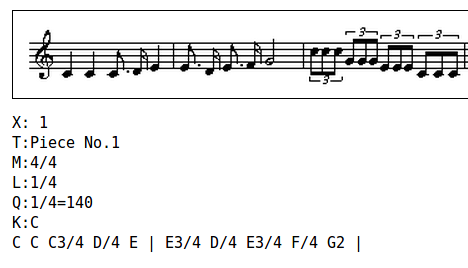 3 3 3
3
X: 1
T:Piece No.1
M:4/4
L:1/4
Q:1/4=140
K:C
C C C3/4 D/4 E | E3/4 D/4 E3/4 F/4 G2 |